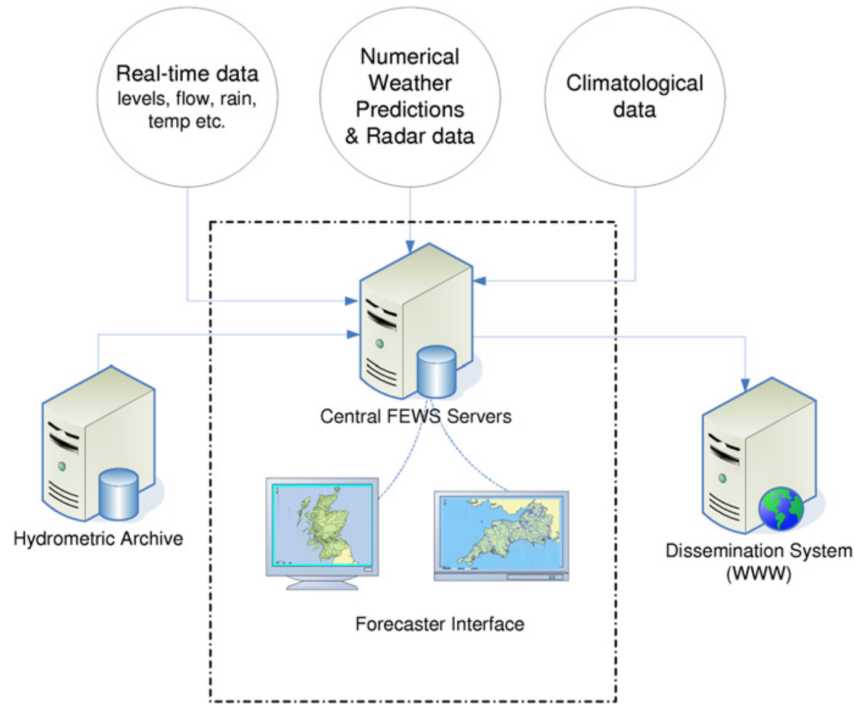 Real-time data
levels, flow, rain,
temp etc.
Numerical
Weather
Predictions
& Radar data
Climatological
data
Central FEWS Servers
Hydrometric Archive
Dissemination System
(WWW)
Forecaster Interface